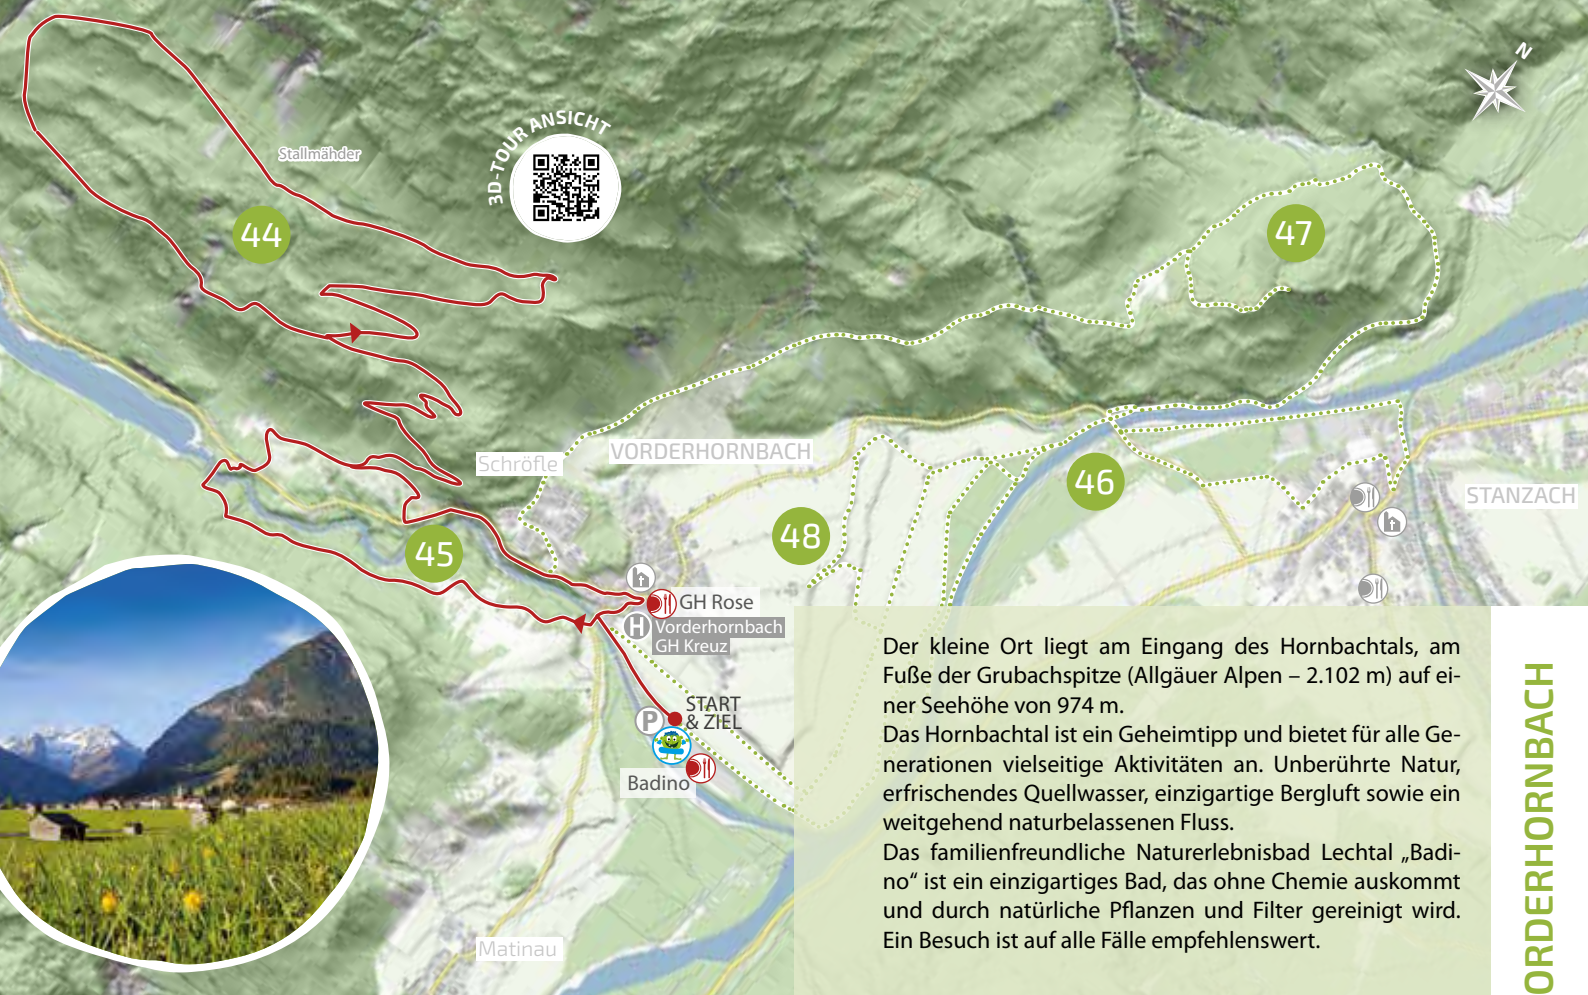 N
3D-TOUR ANSICHT
Stallmähder
44
47
VORDERHORNBACH
Schröfle
46
STANZACH
48
45
GH Rose
H
Vorderhornbach
GH Kreuz
START
& ZIEL
P
Badino
Matinau
Der kleine Ort liegt am Eingang des Hornbachtals, am
Fuße der Grubachspitze (Allgäuer Alpen – 2.102 m) auf ei-
ner Seehöhe von 974 m.
Das Hornbachtal ist ein Geheimtipp und bietet für alle Ge-
nerationen vielseitige Aktivitäten an. Unberührte Natur,
erfrischendes Quellwasser, einzigartige Bergluft sowie ein
weitgehend naturbelassenen Fluss.
Das familienfreundliche Naturerlebnisbad Lechtal „Badi-
no“ ist ein einzigartiges Bad, das ohne Chemie auskommt
und durch natürliche Pflanzen und Filter gereinigt wird.
Ein Besuch ist auf alle Fälle empfehlenswert.
ORDERHORNBACH